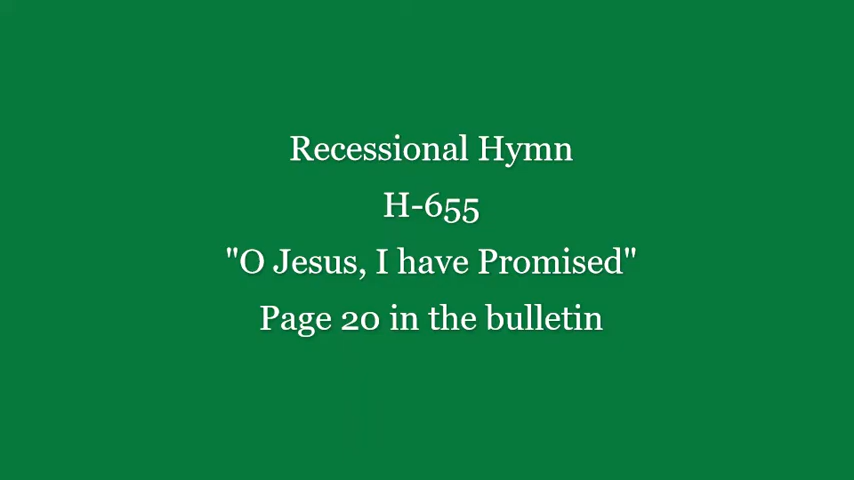 Recessional Hymn
H-655
"O Jesus, I have Promised"
Page 20 in the bulletin